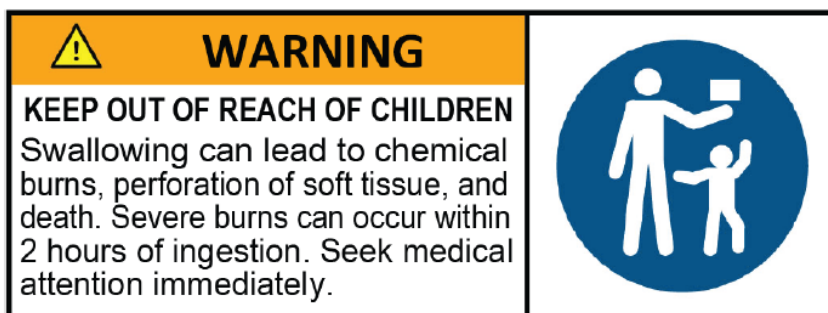 WARNING
KEEP OUT OF REACH OF CHILDREN
Swallowing can lead to chemical
burns, perforation of soft tissue, and
death. Severe burns can occur within
2 hours of ingestion. Seek medical
attention immediately.